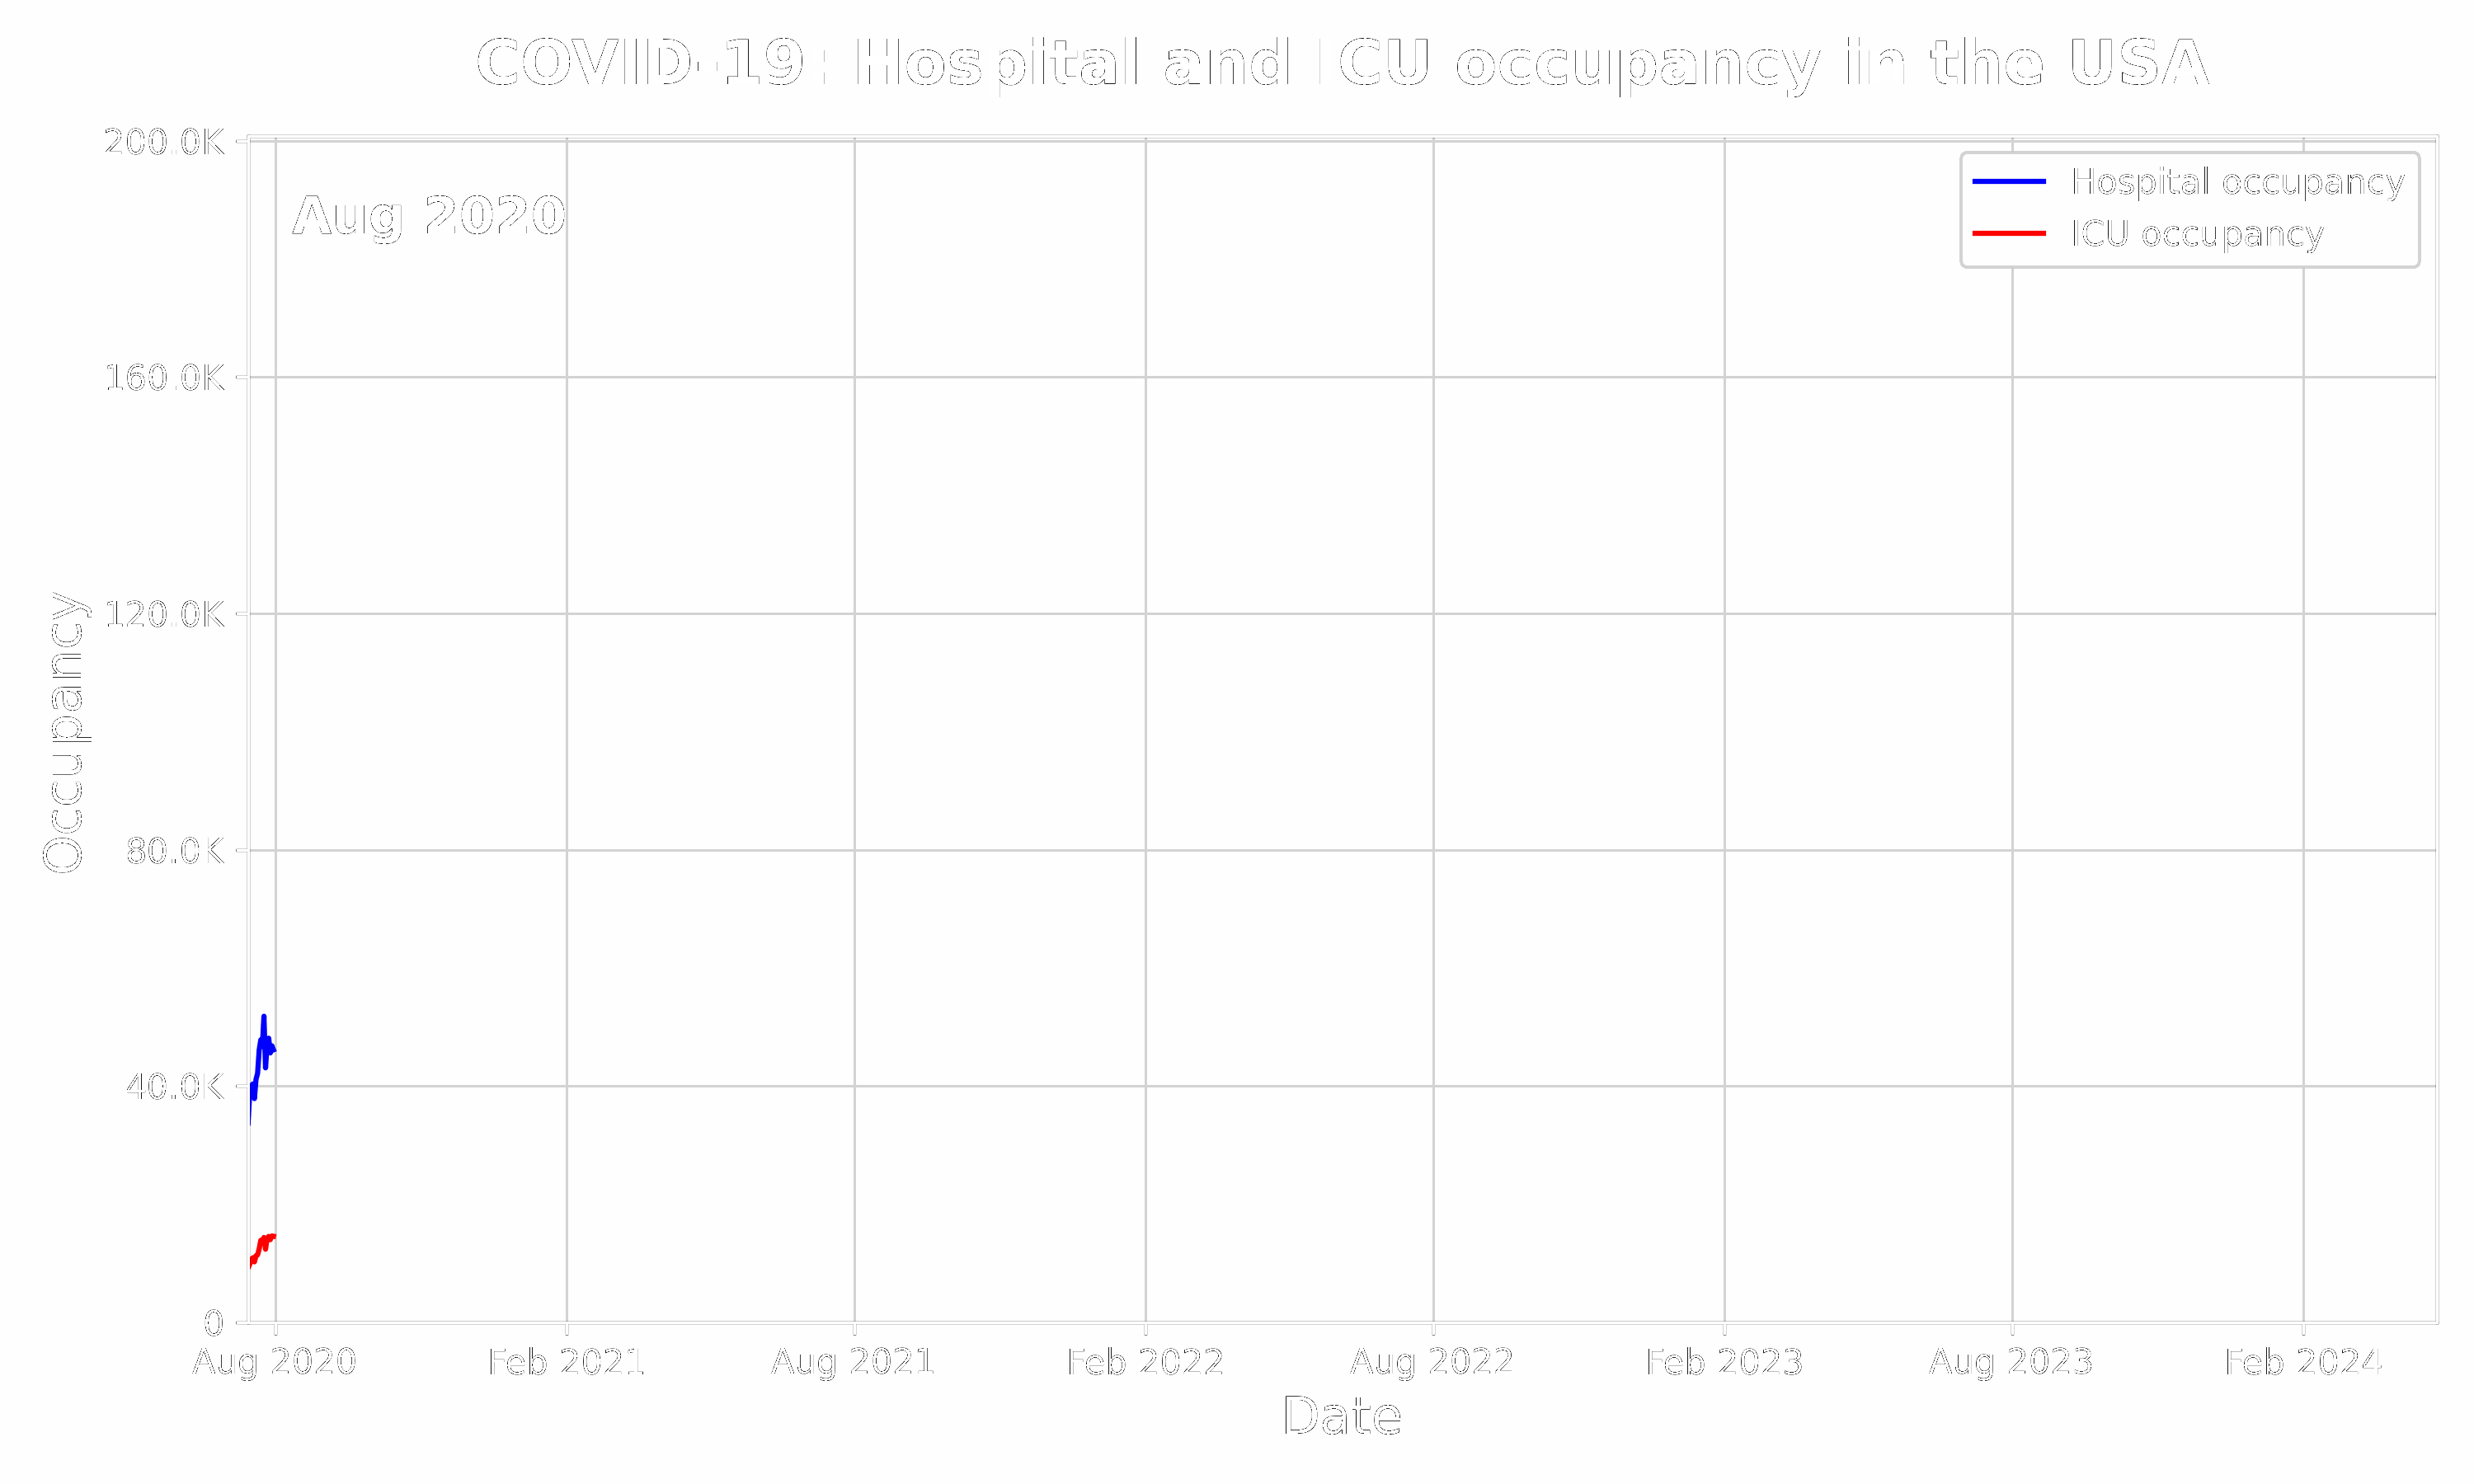 COVID-19: Hospital and ICU occupancy in the USA
200.0K
Aug 2020
Hospital occupancy
ICU occupancy
160.0K
120.0K
Occupancy
80.0K
40.0K
0
Aug 2020 Feb 2021 Aug 2021 Feb 2022 Aug 2022 Feb 2023 Aug 2023 Feb 2024
Date